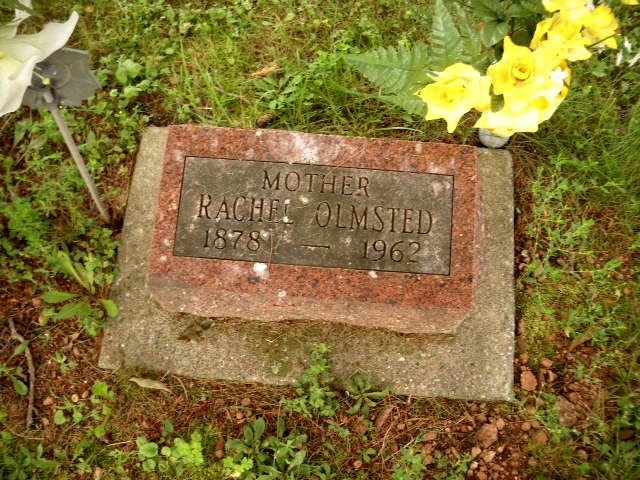 MOTHER
RACHEL OLMSTED
1878 — 1962